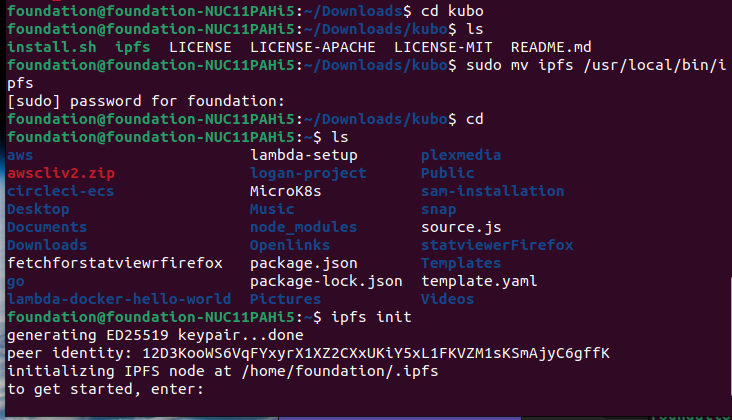 foundation@foundation-NUC11PAHi5:~/Downloads$ cd kubo
foundation@foundation-NUC11PAHi5:~/Downloads/kubo$ ls
install.sh ipfs LICENSE LICENSE-APACHE LICENSE-MIT README.md
foundation@foundation-NUC11PAHi5:~/Downloads/kubo$ sudo mv ipfs /usr/local/bin/i
pfs
[sudo] password for foundation:
foundation@foundation-NUC11PAHi5:~/Downloads/kubo$ cd
foundation@foundation-NUC11PAHi5:~$ ls
aws lambda-setup plexmedia
awscliv2.zip logan-project Public
circleci-ecs MicroK8s sam-installation
Desktop Music snap
Documents node_modules source.js
Downloads Openlinks statviewerFirefox
fetchforstatviewrfirefox package.json Templates
go package-lock.json template.yaml
lambda-docker-hello-world Pictures Videos
foundation@foundation-NUC11PAHi5:~$ ipfs init
generating ED25519 keypair...done
peer identity: 12D3KooWS6VqFYxyrX1XZ2CXxUKiY5xL1FKVZM1sKSmAjyC6gffK
initializing IPFS node at /home/foundation/.ipfs
to get started, enter: